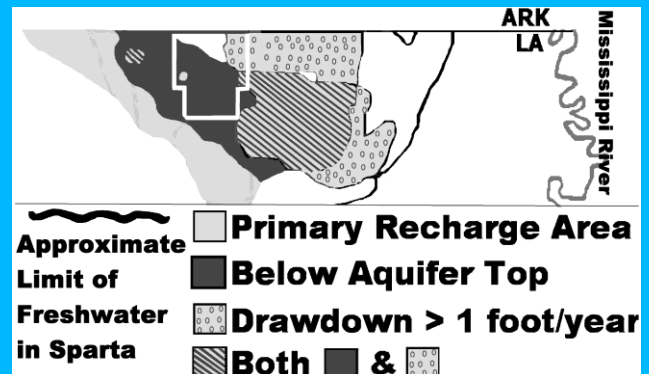 ARK
LA
Mississippi River
Approximate
Limit of
Freshwater
in Sparta
Primary Recharge Area
Below Aquifer Top
Drawdown > 1 foot/year
Both &